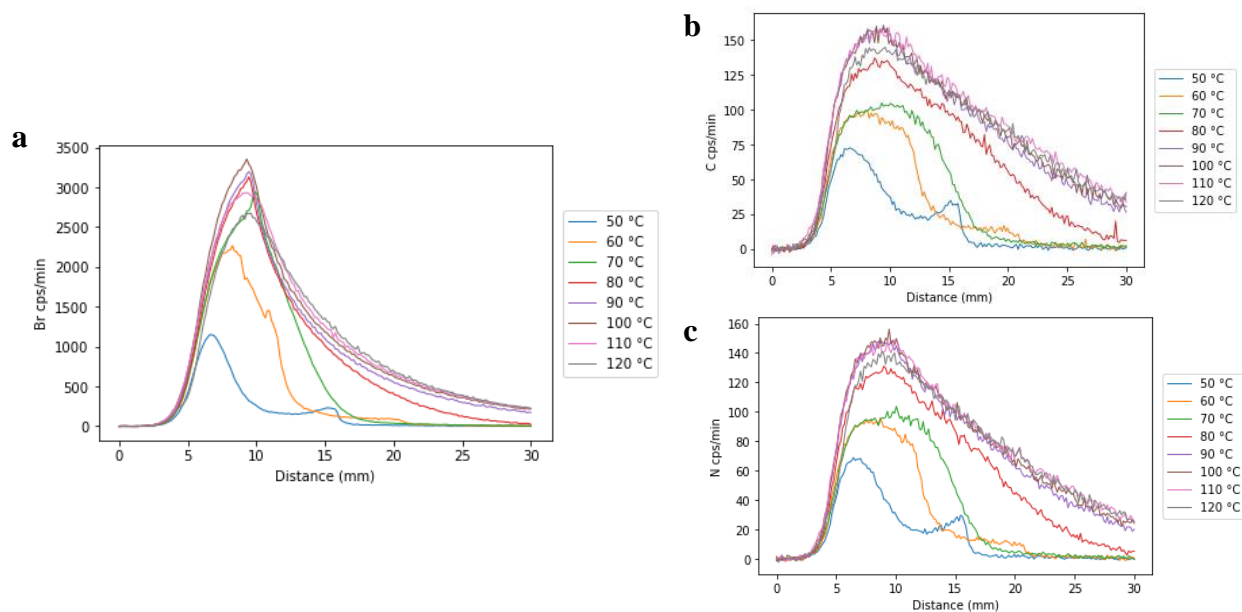 a
3500
3000
2500
2000
1500
1000
500
0
Br cps/min
0 5 10 15 20 25 30
Distance (mm)
50 °C
60 °C
70 °C
80 °C
90 °C
100 °C
110 °C
120 °C
b
150
125
100
75
50
25
0
C cps/min
0 5 10 15 20 25 30
Distance (mm)
50 °C
60 °C
70 °C
80 °C
90 °C
100 °C
110 °C
120 °C
c
160
140
120
100
80
60
40
20
0
N cps/min
0 5 10 15 20 25 30
Distance (mm)
50 °C
60 °C
70 °C
80 °C
90 °C
100 °C
110 °C
120 °C